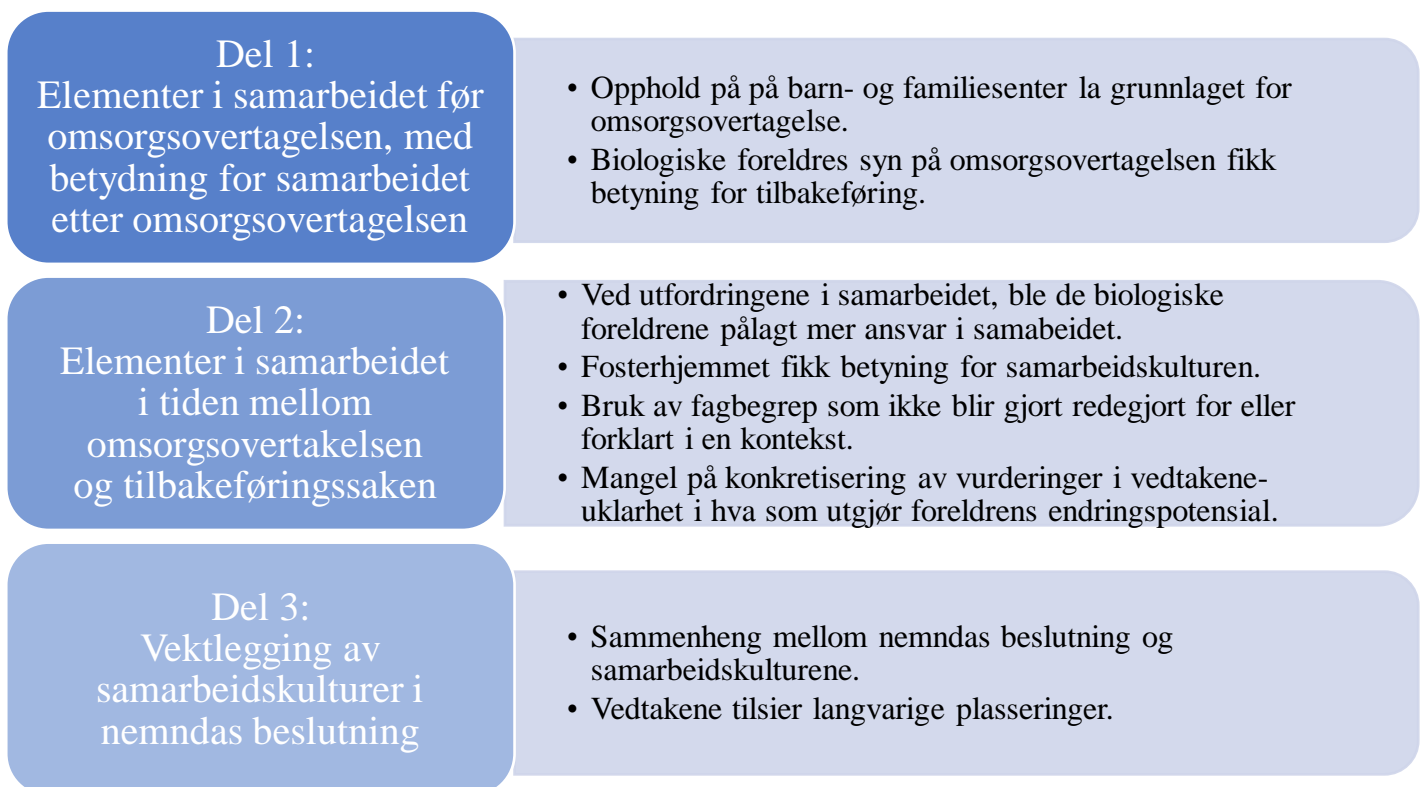 Del 1:
Elementer i samarbeidet før
omsorgsovertagelsen, med
betydning for samarbeidet
etter omsorgsovertagelsen
• Opphold på på barn- og familiesenter la grunnlaget for
omsorgsovertagelse.
• Biologiske foreldres syn på omsorgsovertagelsen fikk
betyning for tilbakeføring.
Del 2:
Elementer i samarbeidet
i tiden mellom
omsorgsovertakelsen
og tilbakeføringssaken
• Ved utfordringene i samarbeidet, ble de biologiske
foreldrene pålagt mer ansvar i samabeidet.
• Fosterhjemmet fikk betyning for samarbeidskulturen.
• Bruk av fagbegrep som ikke blir gjort redegjort for eller
forklart i en kontekst.
• Mangel på konkretisering av vurderinger i vedtakene-
uklarhet i hva som utgjør foreldrens endringspotensial.
Del 3:
Vektlegging av
samarbeidskulturer i
nemndas beslutning
• Sammenheng mellom nemndas beslutning og
samarbeidskulturene.
• Vedtakene tilsier langvarige plasseringer.